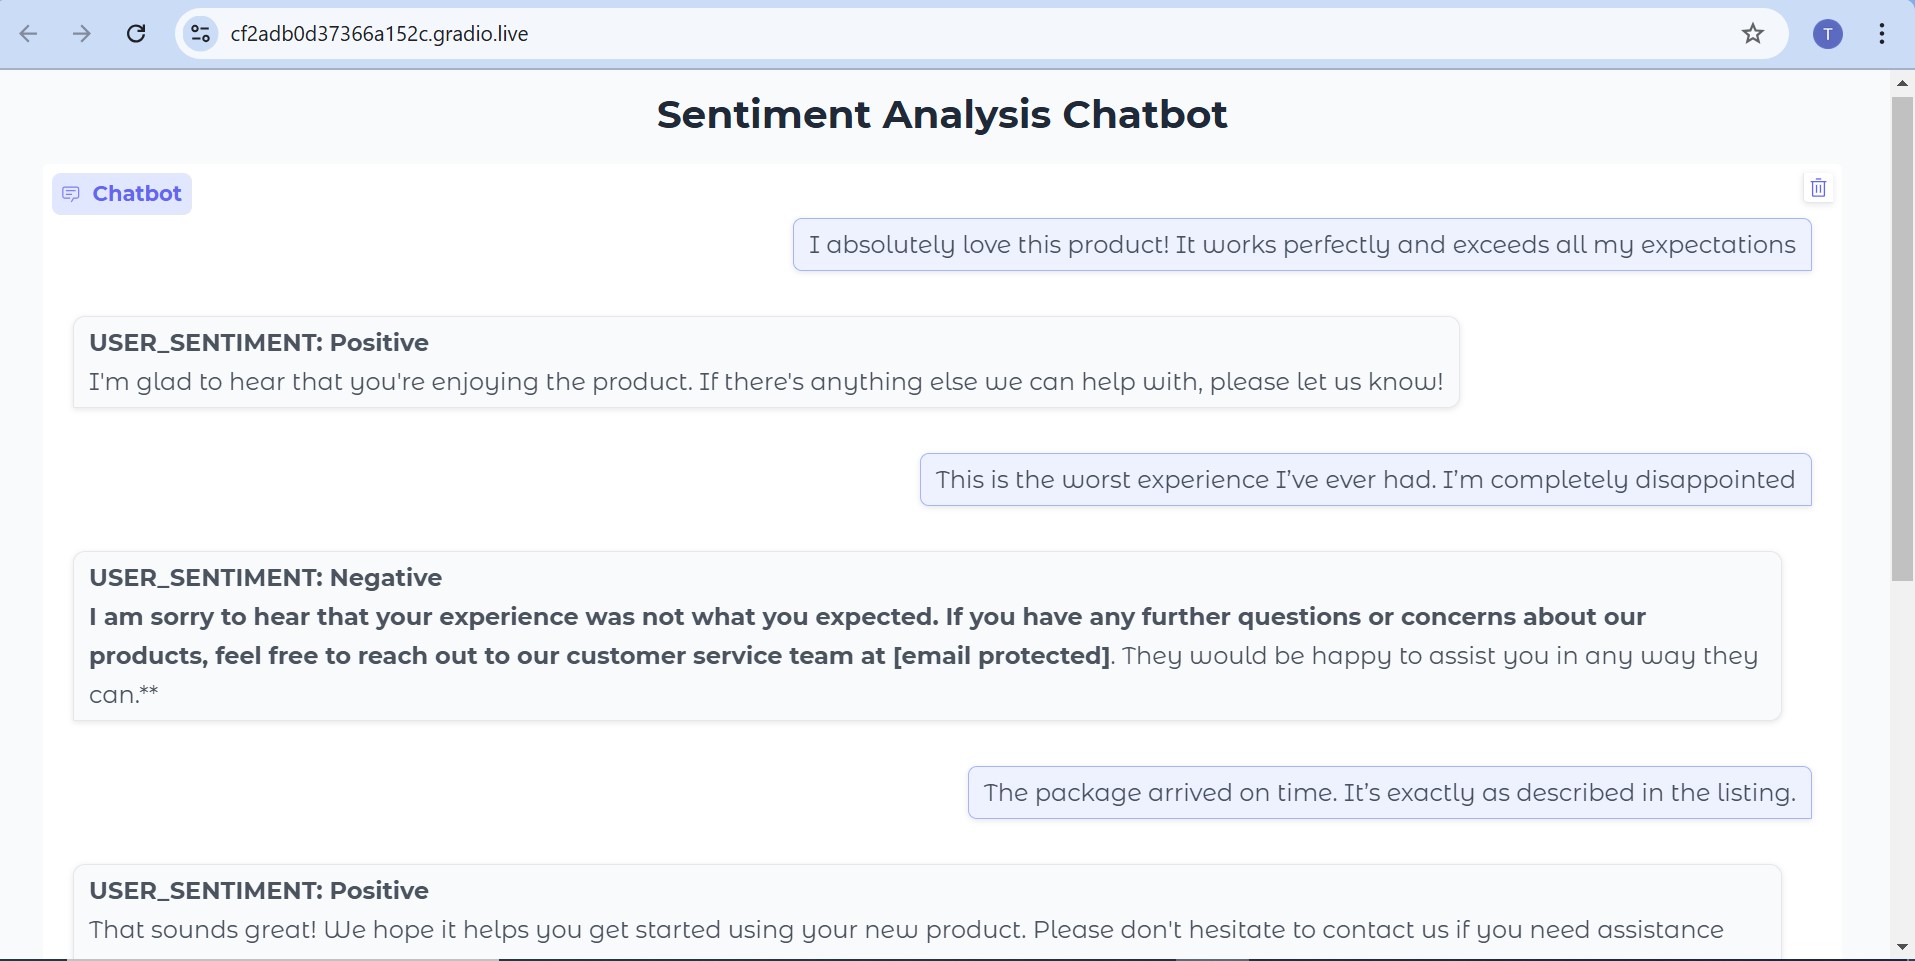 cf2adb0d37366a152c.gradio.live
T
Sentiment Analysis Chatbot
Chatbot
I absolutely love this product! It works perfectly and exceeds all my expectations
USER_SENTIMENT: Positive
I'm glad to hear that you're enjoying the product. If there's anything else we can help with, please let us know!
This is the worst experience I’ve ever had. I’m completely disappointed
USER_SENTIMENT: Negative
I am sorry to hear that your experience was not what you expected. If you have any further questions or concerns about our
products, feel free to reach out to our customer service team at [email protected]. They would be happy to assist you in any way they
can.**
The package arrived on time. It’s exactly as described in the listing.
USER_SENTIMENT: Positive
That sounds great! We hope it helps you get started using your new product. Please don't hesitate to contact us if you need assistance